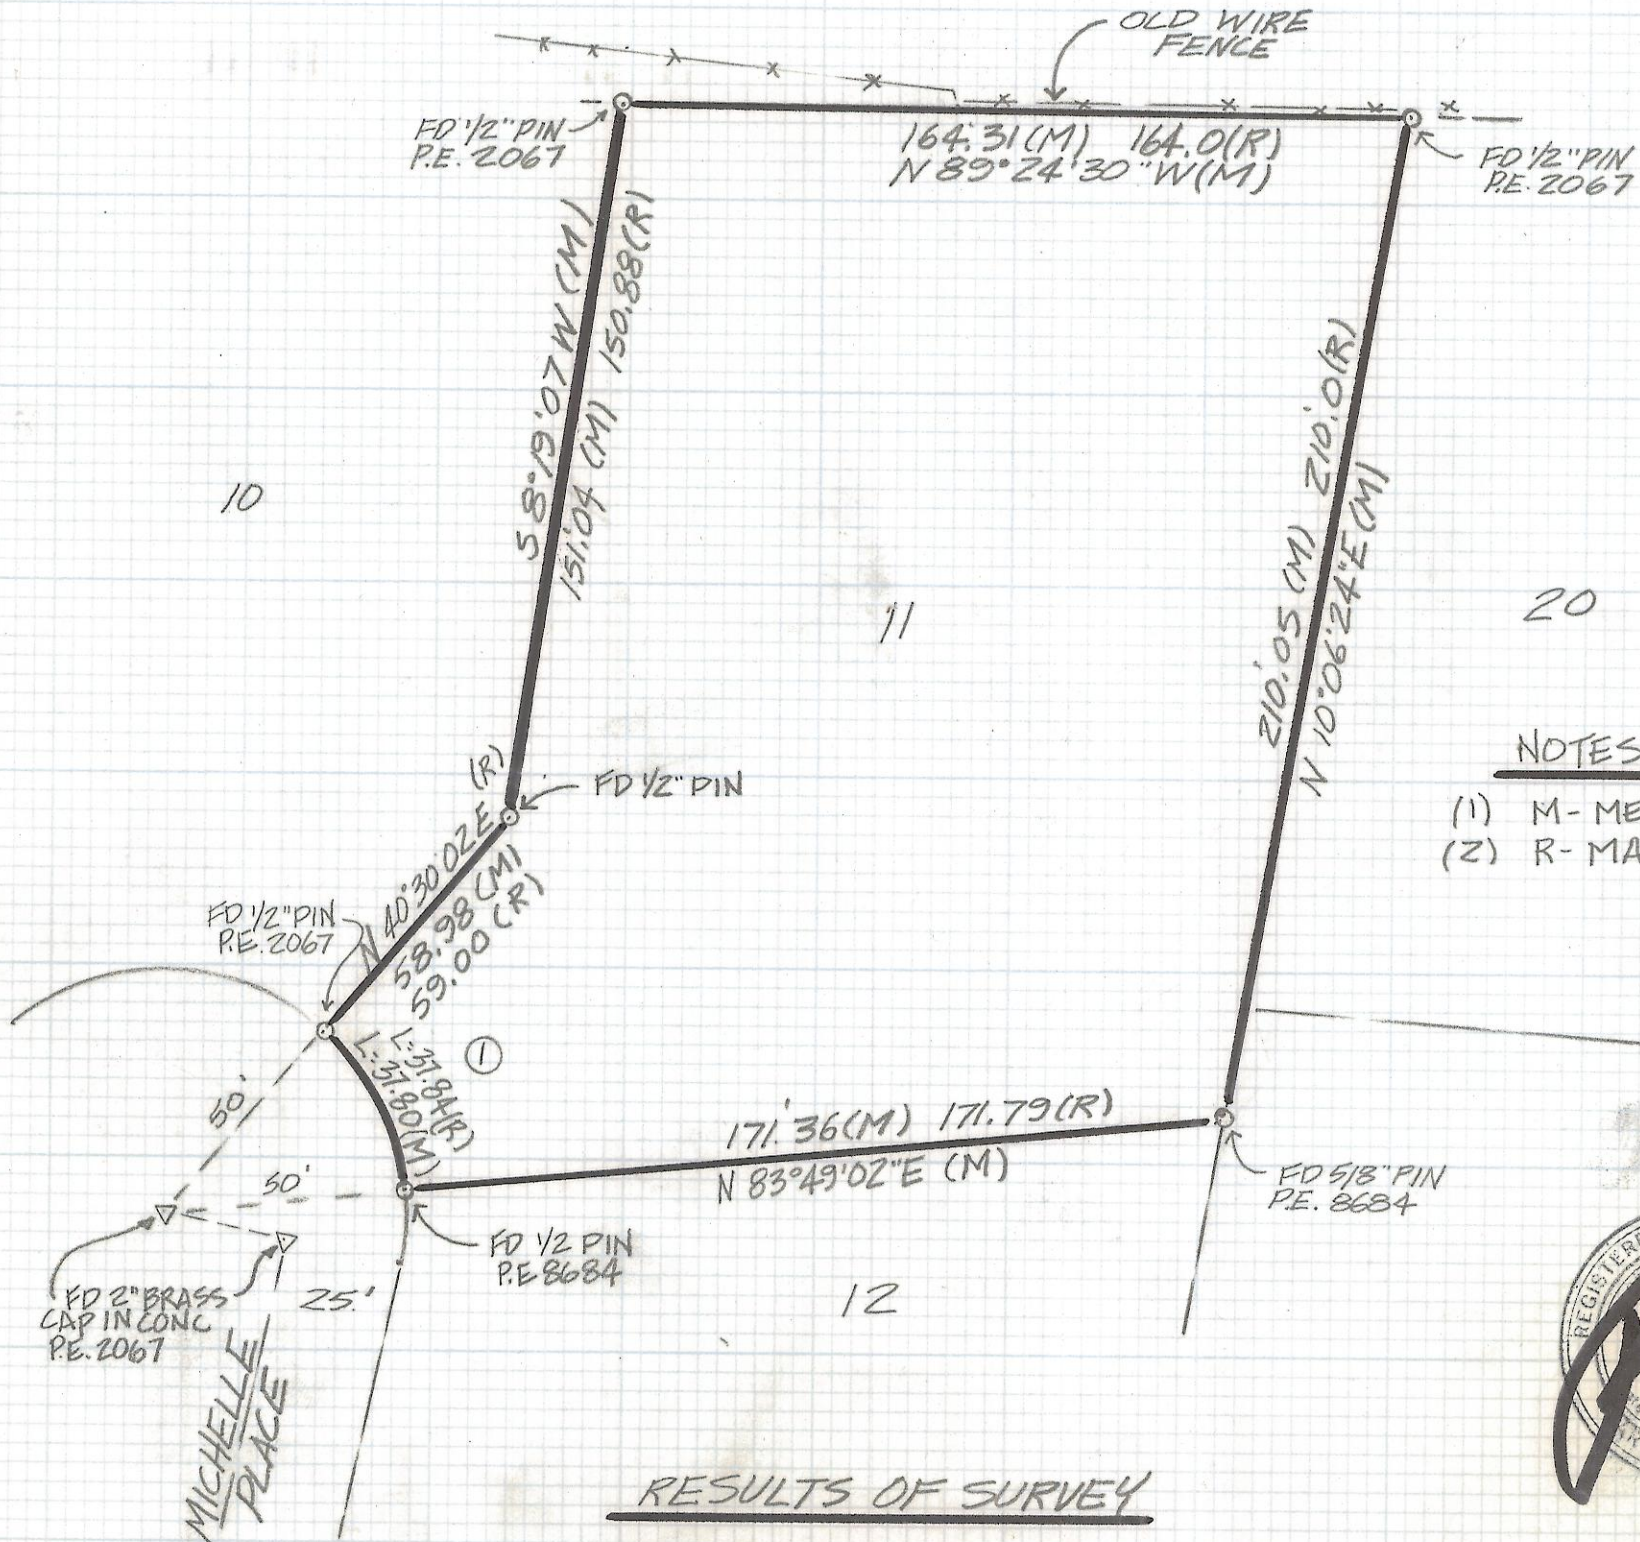 OLD WIRE
FENCE
FD 1/2" PIN
P.E. 2067
164.'31(M) 164.'0(R)
N 89°24'30"W(M)
FD 1/2" PIN
P.E. 2067
S 8°19'07 W (M)
151.'04 (M) 150.88(R)
210.'05 (M) 210.'0(R)
N 10°06'24"E(M)
10
11
20
NOTES
(1) M-ME
(2) R-MA
FD 1/2" PIN
N 40°30'02 E (R)
58.98 (M)
59.00 (R)
FD 1/2" PIN
P.E. 2067
L=37.84(R)
L=37.80(M)
1
50'
50'
171.'36(M) 171.79(R)
N 83°49'02"E (M)
FD 5/8" PIN
P.E. 8684
FD 1/2 PIN
P.E 8684
FD 2" BRASS
CAP IN CONC
P.E. 2067
25.'
12
MICHELLE
PLACE
RESULTS OF SURVEY
REGISTER